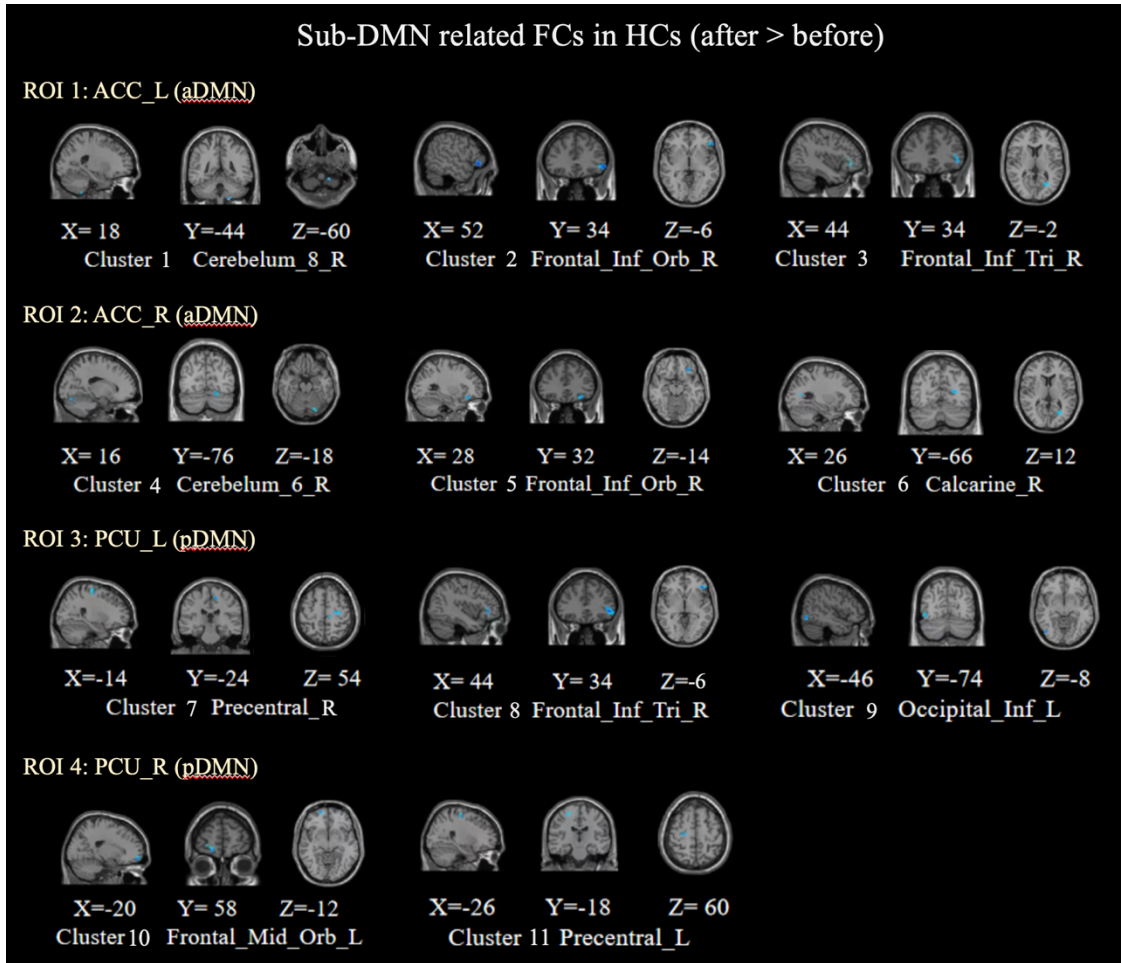 Sub-DMN related FCs in HCs (after > before)
ROI 1: ACC_L (aDMN)
X= 18 Y=-44 Z=-60 X= 52 Y= 34 Z=-6 X= 44 Y= 34 Z=-2
Cluster 1 Cerebelum_8_R Cluster 2 Frontal_Inf_Orb_R Cluster 3 Frontal_Inf_Tri_R
ROI 2: ACC_R (aDMN)
X= 16 Y=-76 Z=-18 X= 28 Y= 32 Z=-14 X= 26 Y=-66 Z=12
Cluster 4 Cerebelum_6_R Cluster 5 Frontal_Inf_Orb_R Cluster 6 Calcarine_R
ROI 3: PCU_L (pDMN)
X=-14 Y=-24 Z= 54 X= 44 Y= 34 Z=-6 X=-46 Y=-74 Z=-8
Cluster 7 Precentral_R Cluster 8 Frontal_Inf_Tri_R Cluster 9 Occipital_Inf_L
ROI 4: PCU_R (pDMN)
X=-20 Y= 58 Z=-12 X=-26 Y=-18 Z= 60
Cluster 10 Frontal_Mid_Orb_L Cluster 11 Precentral_L